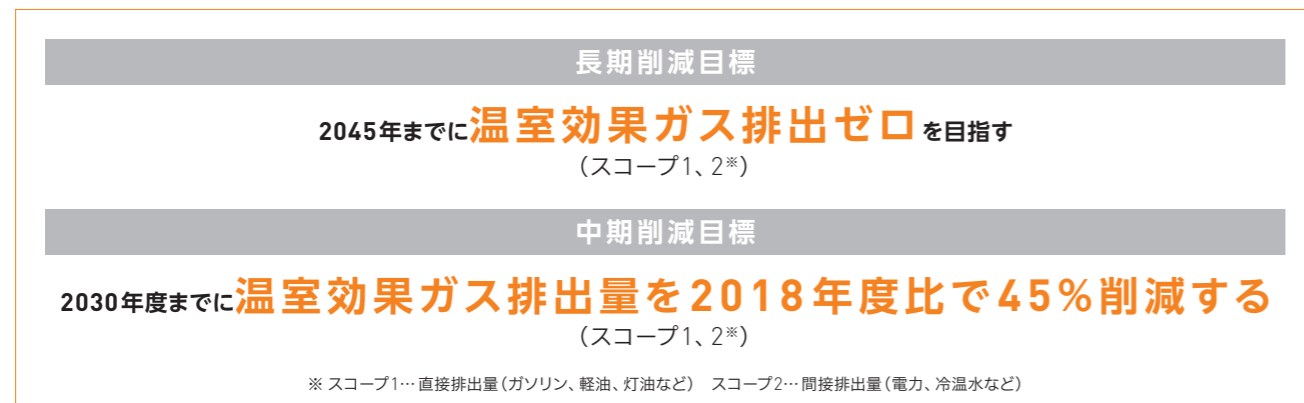 長期削減目標
2045年までに温室効果ガス排出ゼロを目指す
(スコープ1、2※)
中期削減目標
2030年度までに温室効果ガス排出量を2018年度比で45%削減する
(スコープ1、2※)
※ スコープ1…直接排出量(ガソリン、軽油、灯油など) スコープ2…間接排出量(電力、冷温水など)